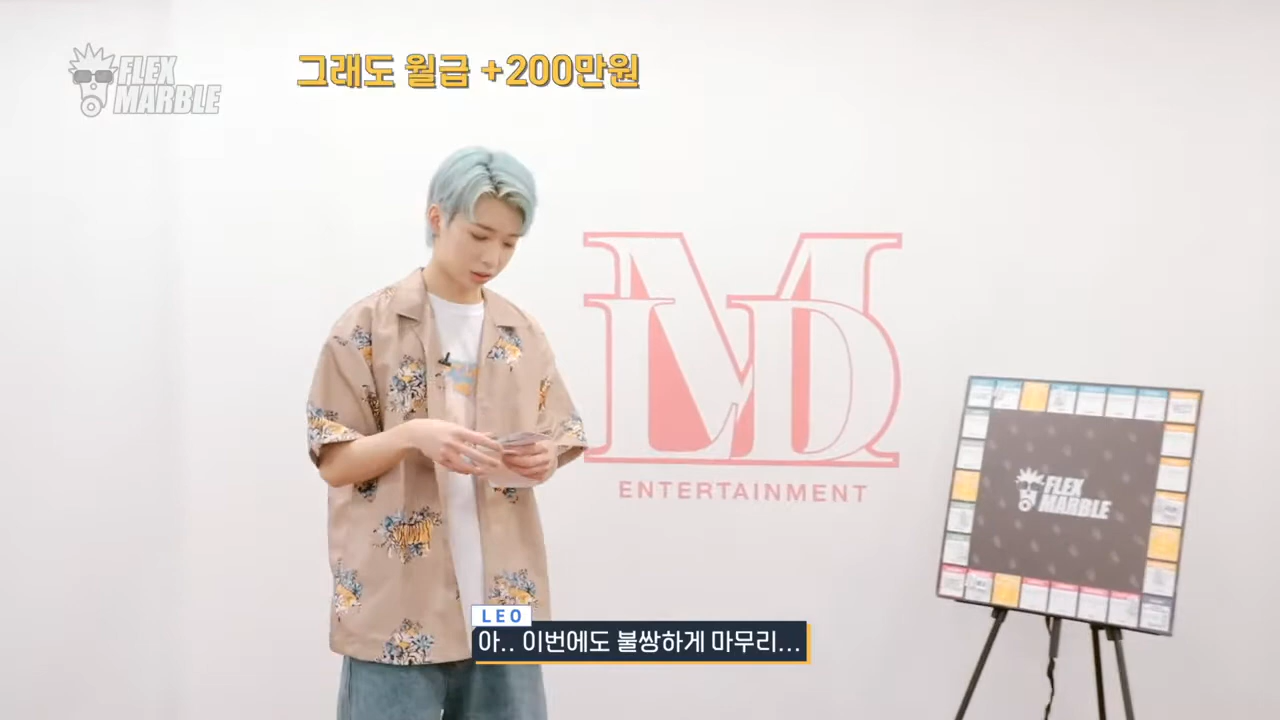 FLEX
MARBLE
그래도 월급 +200만원
MLD
ENTERTAINMENT
FLEX
MARBLE
LEO
아.. 이번에도 불쌍하게 마무리...